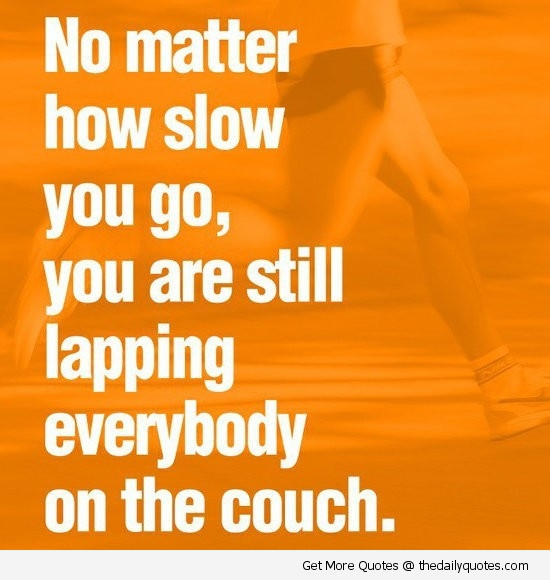 No matter
how slow
you go,
you are still
lapping
everybody
on the couch.
Get More Quotes @ thedailyquotes.com